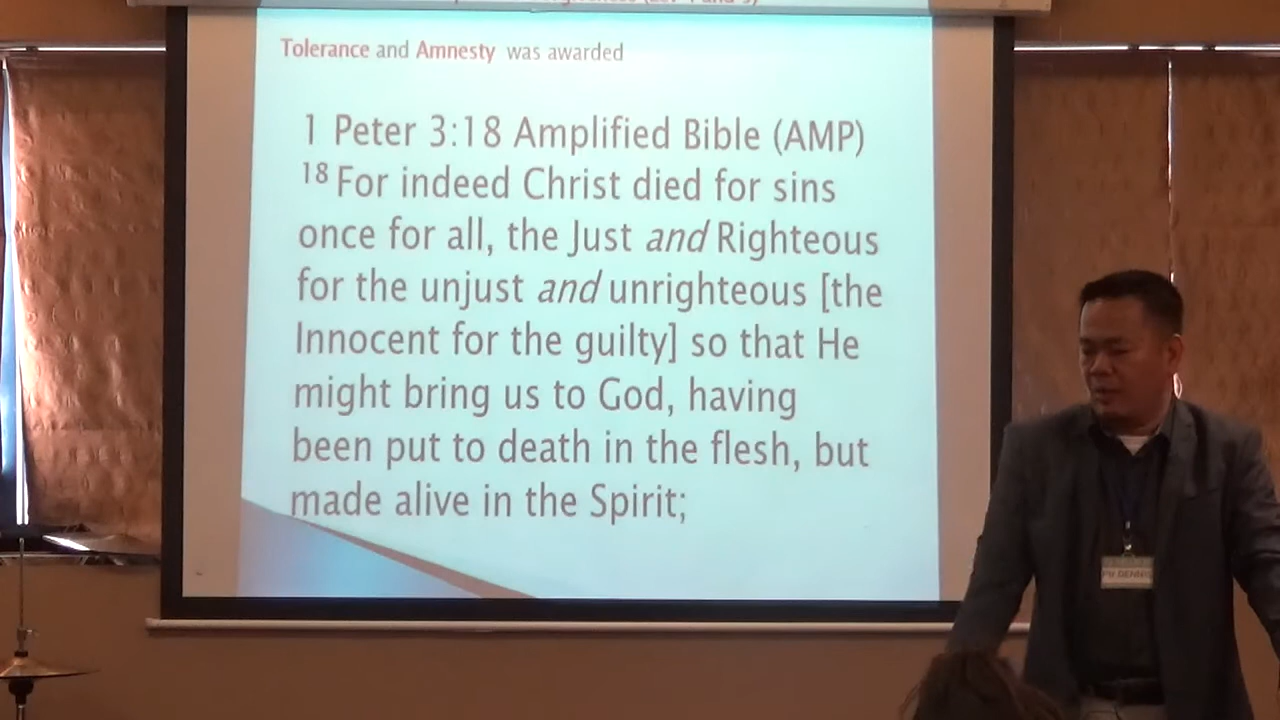 Tolerance and Amnesty was awarded
1 Peter 3:18 Amplified Bible (AMP)
18 For indeed Christ died for sins
once for all, the Just and Righteous
for the unjust and unrighteous [the
Innocent for the guilty] so that He
might bring us to God, having
been put to death in the flesh, but
made alive in the Spirit;
DENNIS